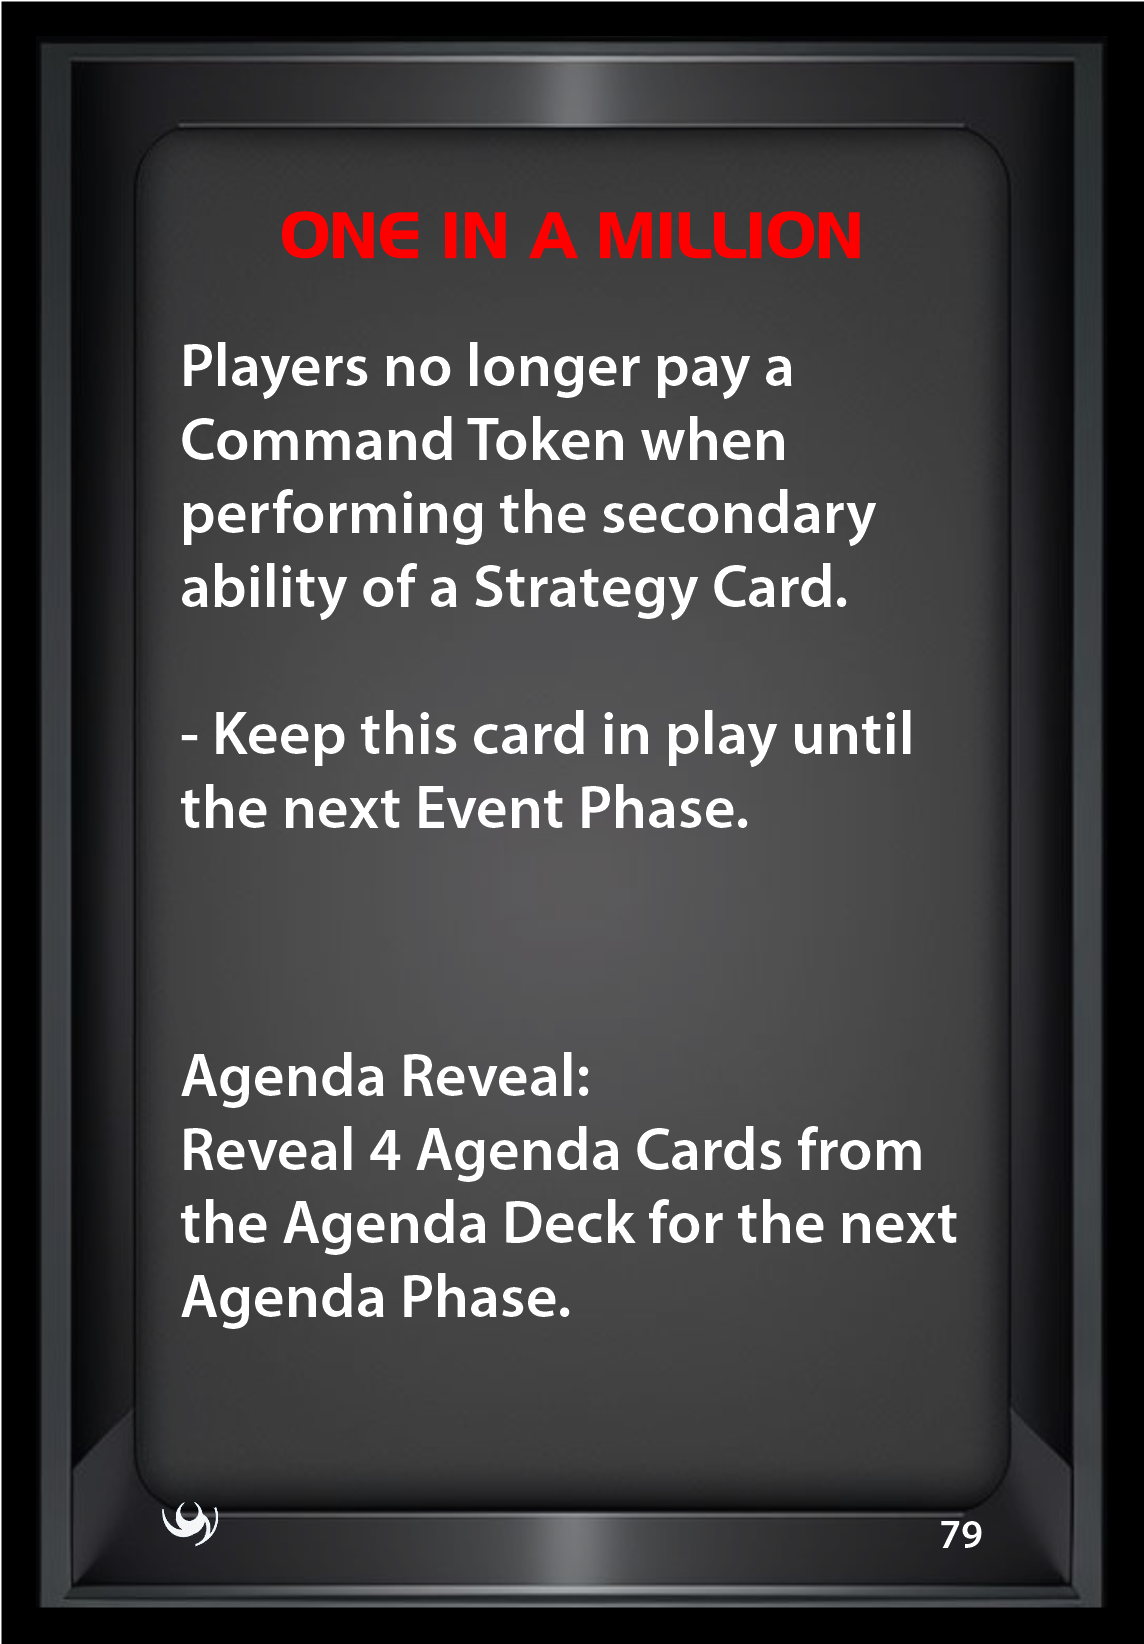 ONE IN A MILLION
Players no longer pay a
Command Token when
performing the secondary
ability of a Strategy Card.
- Keep this card in play until
the next Event Phase.
Agenda Reveal:
Reveal 4 Agenda Cards from
the Agenda Deck for the next
Agenda Phase.
79